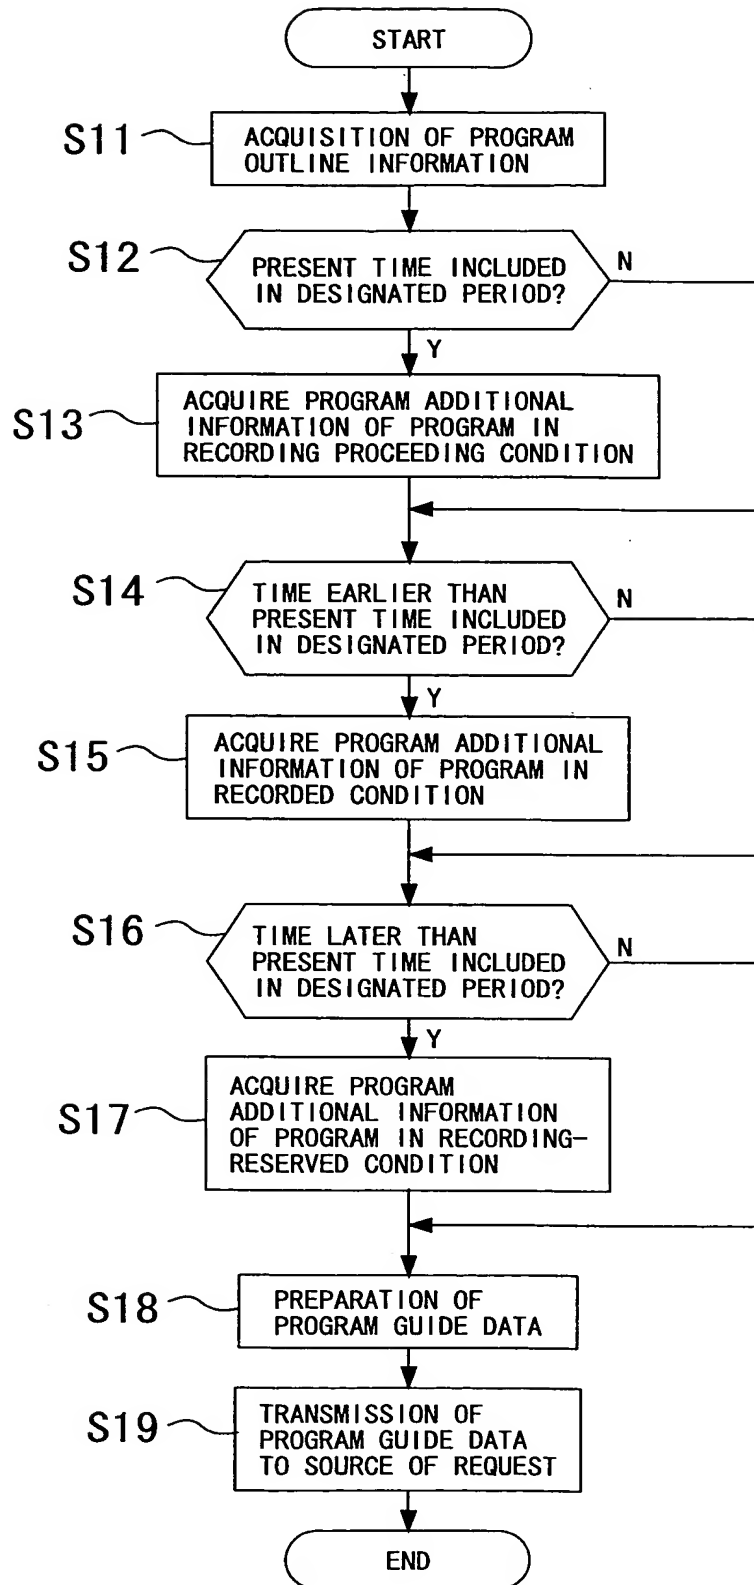 START
S11
ACQUISITION OF PROGRAM
OUTLINE INFORMATION
S12
PRESENT TIME INCLUDED
IN DESIGNATED PERIOD?
N
Y
S13
ACQUIRE PROGRAM ADDITIONAL
INFORMATION OF PROGRAM IN
RECORDING PROCEEDING CONDITION
S14
TIME EARLIER THAN
PRESENT TIME INCLUDED
IN DESIGNATED PERIOD?
N
Y
S15
ACQUIRE PROGRAM ADDITIONAL
INFORMATION OF PROGRAM IN
RECORDED CONDITION
S16
TIME LATER THAN
PRESENT TIME INCLUDED
IN DESIGNATED PERIOD?
N
Y
S17
ACQUIRE PROGRAM
ADDITIONAL INFORMATION
OF PROGRAM IN RECORDING-
RESERVED CONDITION
S18
PREPARATION OF
PROGRAM GUIDE DATA
S19
TRANSMISSION OF
PROGRAM GUIDE DATA
TO SOURCE OF REQUEST
END